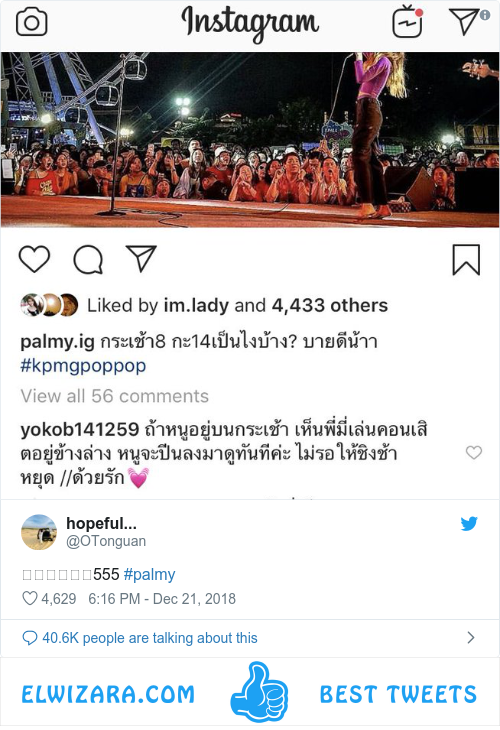 Instagram
Liked by im.lady and 4,433 others
palmy.ig กระเช้า8 กะ14เป็นไงบ้าง? บายดีน้าา
#kpmgpoppop
View all 56 comments
yokob141259 ถ้าหนูอยู่บนกระเช้า เห็นพี่มี่เล่นคอนเสิ
ตอยู่ข้างล่าง หนูจะปีนลงมาดูทันทีค่ะ ไม่รอให้ชิงช้า
หยุด //ด้วยรัก
hopeful...
@OTonguan
555 #palmy
4,629 6:16 PM - Dec 21, 2018
40.6K people are talking about this
ELWIZARA.COM BEST TWEETS